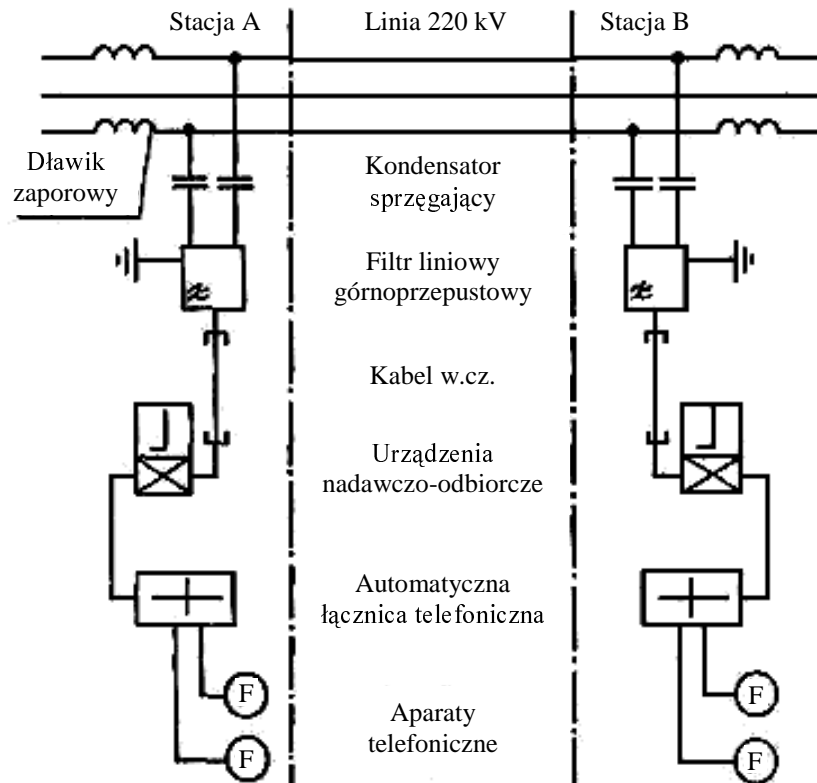 Stacja A
Linia 220 kV
Stacja B
Dławik
zaporowy
Kondensator
sprzęgający
Filtr liniowy
górnoprzepustowy
Kabel w.cz.
Urządzenia
nadawczo-odbiorcze
Automatyczna
łącznica telefoniczna
F
F
Aparaty
telefoniczne
F
F